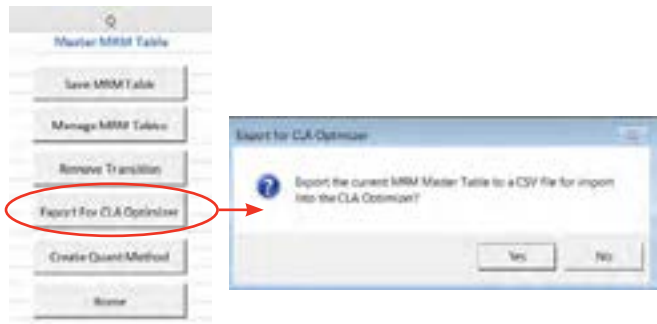 Q
Master MRM Table
Save MRM Table
Manage MRM Tables
Remove Transition
Export For CLA Optimizer
Create Quant Method
Home
Export for CLA Optimizer
Export the current MRM Master Table to a CSV file for import
into the CLA Optimizer?
Yes
No